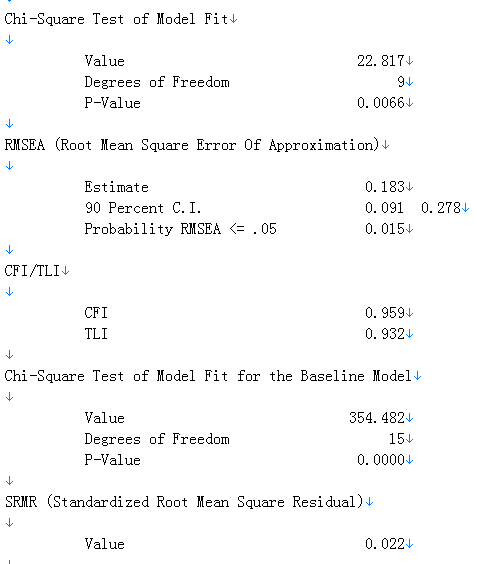 Chi-Square Test of Model Fit↓
↓
Value 22.817↓
Degrees of Freedom 9↓
P-Value 0.0066↓
↓
RMSEA (Root Mean Square Error Of Approximation)↓
↓
Estimate 0.183↓
90 Percent C.I. 0.091 0.278↓
Probability RMSEA <= .05 0.015↓
↓
CFI/TLI↓
↓
CFI 0.959↓
TLI 0.932↓
↓
Chi-Square Test of Model Fit for the Baseline Model↓
↓
Value 354.482↓
Degrees of Freedom 15↓
P-Value 0.0000↓
↓
SRMR (Standardized Root Mean Square Residual)↓
↓
Value 0.022↓